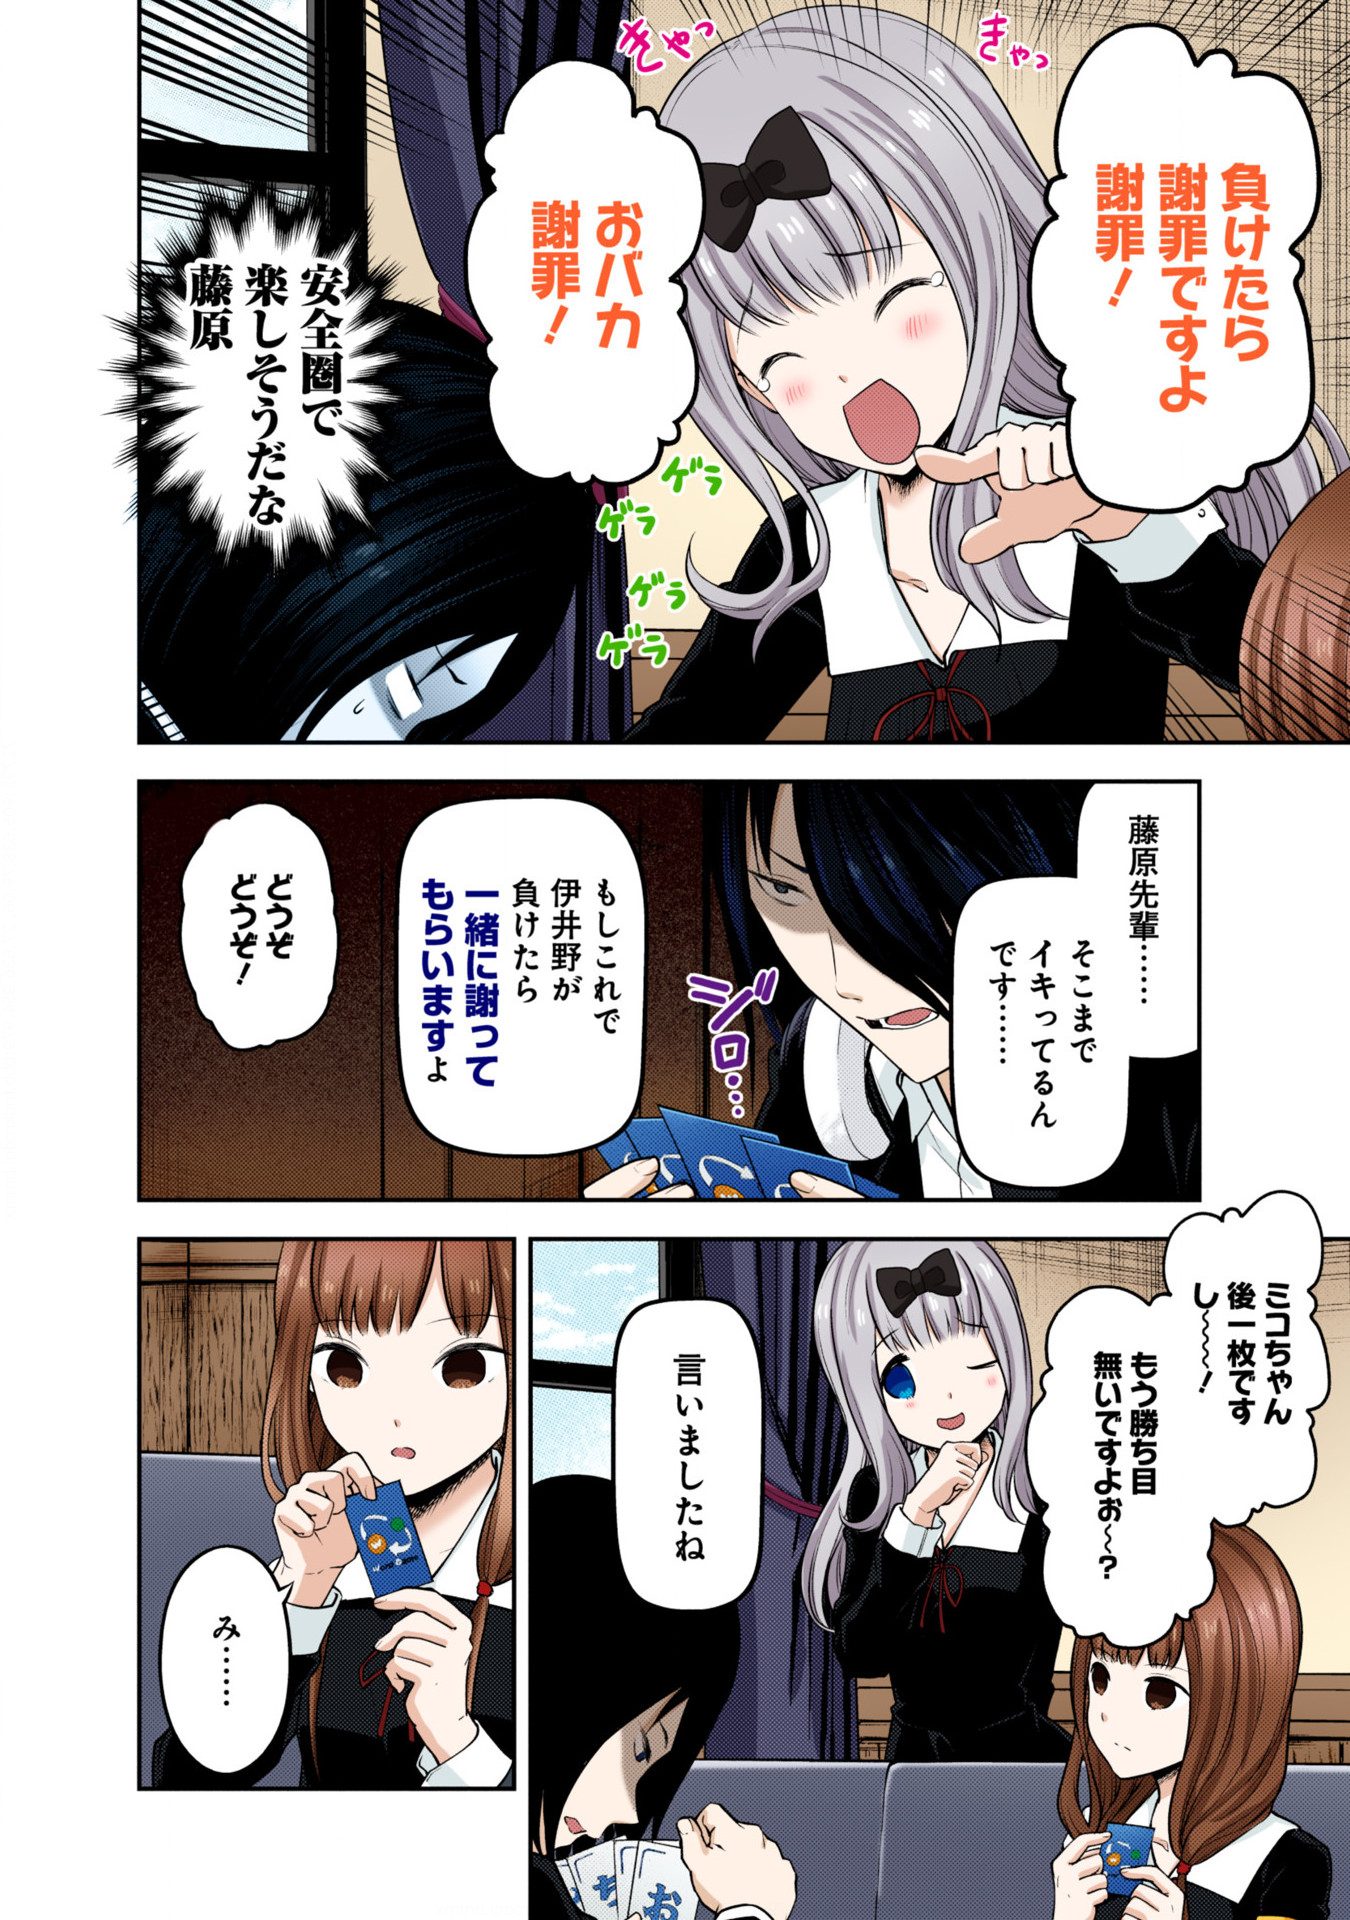 きゃっ
きゃっ
負けたら
謝罪ですよ
謝罪！
おバカ
謝罪！
ゲラ
ゲラ
ゲラ
ゲラ
安全圏で
楽しそうだな
藤原
藤原先輩……
そこまで
イキってるん
です……
ジロ…
もしこれで
伊井野が
負けたら
一緒に謝って
もらいますよ
どうぞ
どうぞ！
ミコちゃん
後一枚です
し〜〜〜！
もう勝ち目
無いですよぉ〜？
言いましたね
ち
お
み……